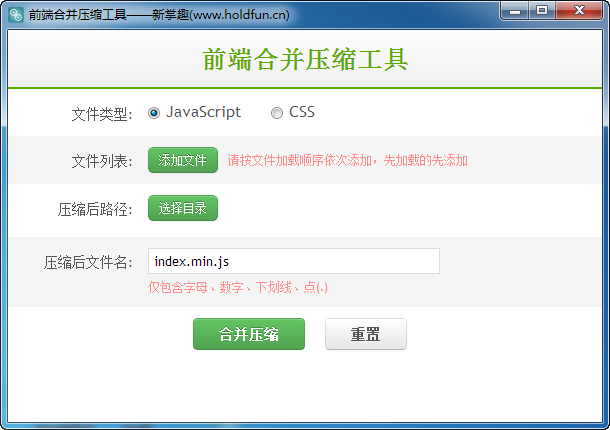 前端合并压缩工具——新掌趣(www.holdfun.cn)
前端合并压缩工具
文件类型: JavaScript CSS
文件列表: 添加文件 请按文件加载顺序依次添加，先加载的先添加
压缩后路径: 选择目录
压缩后文件名: index.min.js
仅包含字母、数字、下划线、点(.)
合并压缩 重置